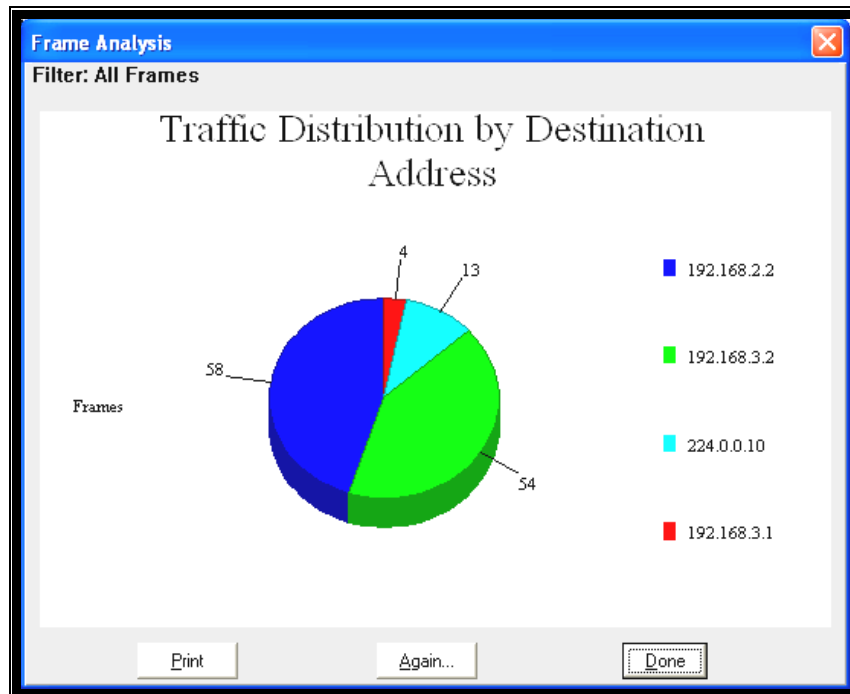 Frame Analysis
Filter: All Frames
Traffic Distribution by Destination
Address
4
13
58
54
Frames
192.168.2.2
192.168.3.2
224.0.0.10
192.168.3.1
Print
Again...
Done